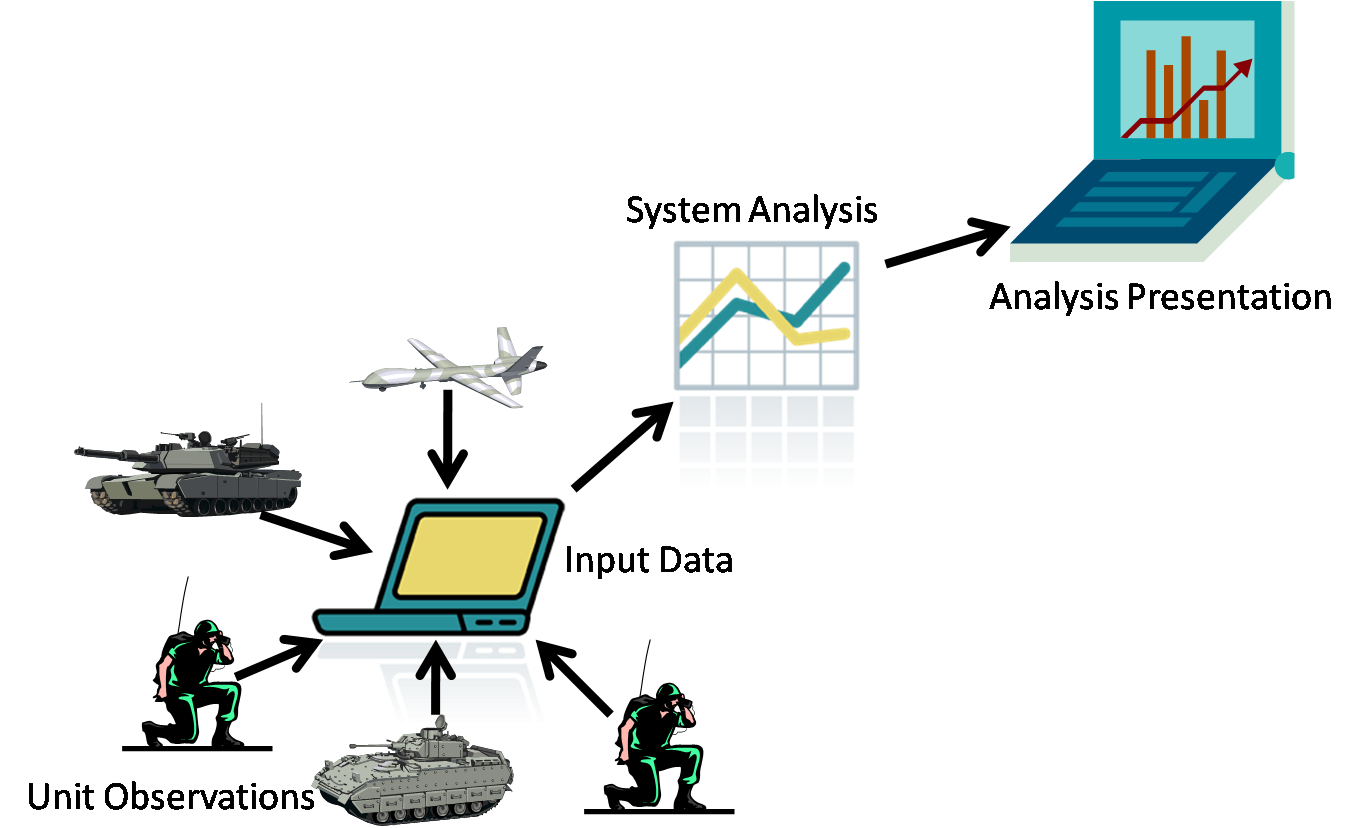 System Analysis
Analysis Presentation
Input Data
Unit Observations